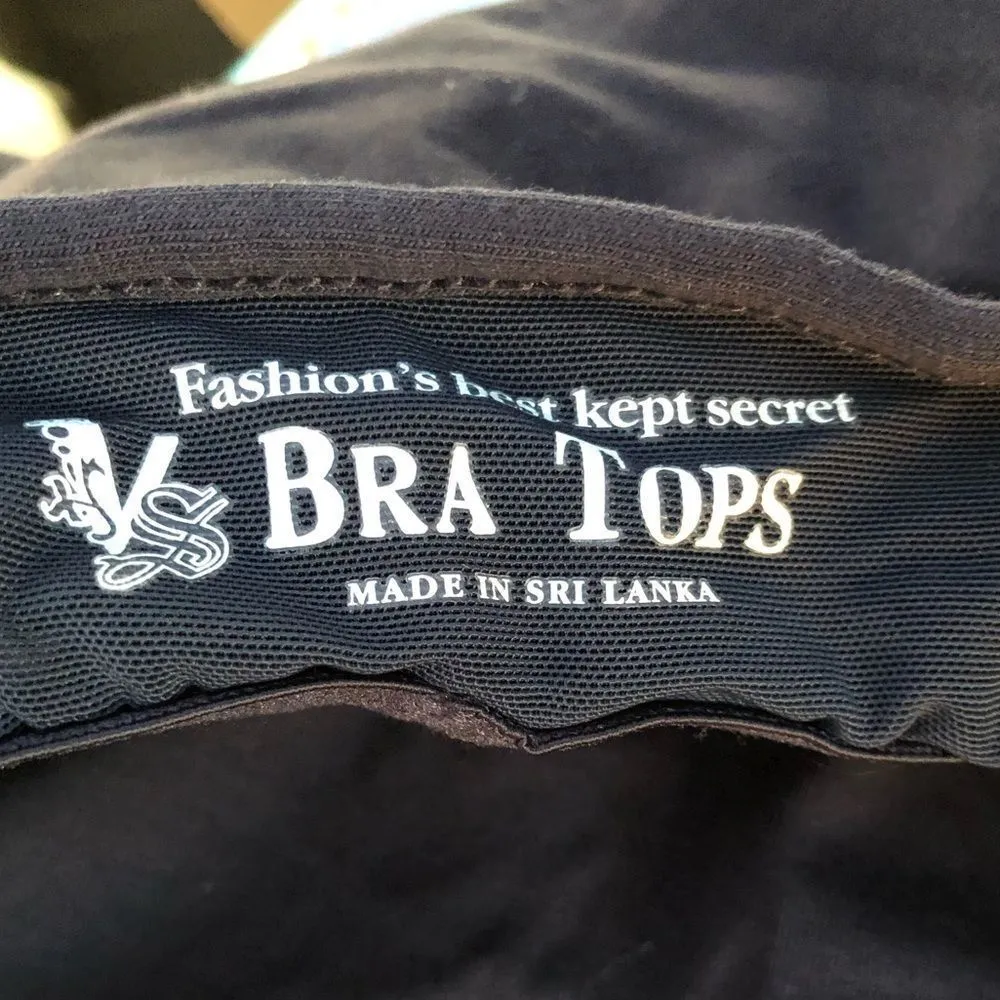 Fashion's best kept secret
VS BRA TOPS
MADE IN SRI LANKA